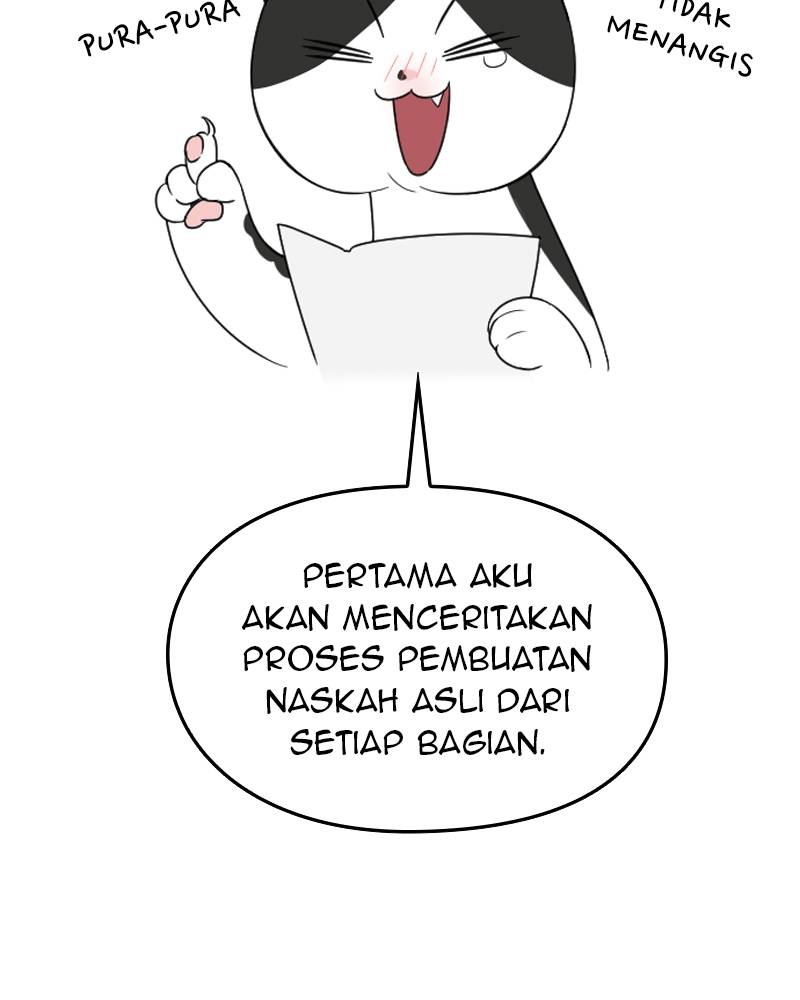 PURA-PURA
TIDAK
MENANGIS
PERTAMA AKU
AKAN MENCERITAKAN
PROSES PEMBUATAN
NASKAH ASLI DARI
SETIAP BAGIAN.